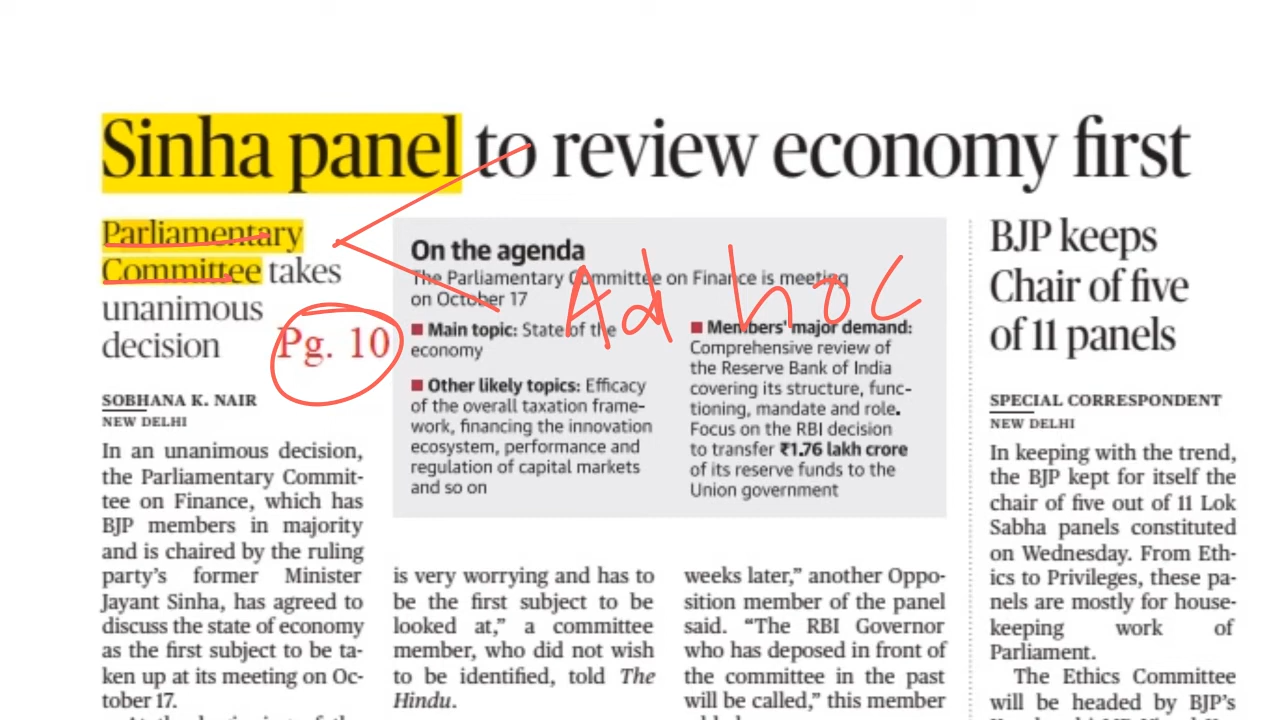 Sinha panel to review economy first
Parliamentary
Committee takes
unanimous
decision
Pg. 10
SOBHANA K. NAIR
NEW DELHI
In an unanimous decision,
the Parliamentary Commit-
tee on Finance, which has
BJP members in majority
and is chaired by the ruling
party's former Minister
Jayant Sinha, has agreed to
discuss the state of economy
as the first subject to be ta-
ken up at its meeting on Oc-
tober 17.
On the agenda
The Parliamentary Committee on Finance is meeting
on October 17
Main topic: State of the
economy
Other likely topics: Efficacy
of the overall taxation frame-
work, financing the innovation
ecosystem, performance and
regulation of capital markets
and so on
Members' major demand:
Comprehensive review of
the Reserve Bank of India
covering its structure, func-
tioning, mandate and role.
Focus on the RBI decision
to transfer ₹1.76 lakh crore
of its reserve funds to the
Union government
Ad hoc
is very worrying and has to
be the first subject to be
looked at,” a committee
member, who did not wish
to be identified, told The
Hindu.
weeks later,” another Oppo-
sition member of the panel
said. “The RBI Governor
who has deposed in front of
the committee in the past
will be called,” this member
BJP keeps
Chair of five
of 11 panels
SPECIAL CORRESPONDENT
NEW DELHI
In keeping with the trend,
the BJP kept for itself the
chair of five out of 11 Lok
Sabha panels constituted
on Wednesday. From Eth-
ics to Privileges, these pa-
nels are mostly for house-
keeping work of
Parliament.
The Ethics Committee
will be headed by BJP's